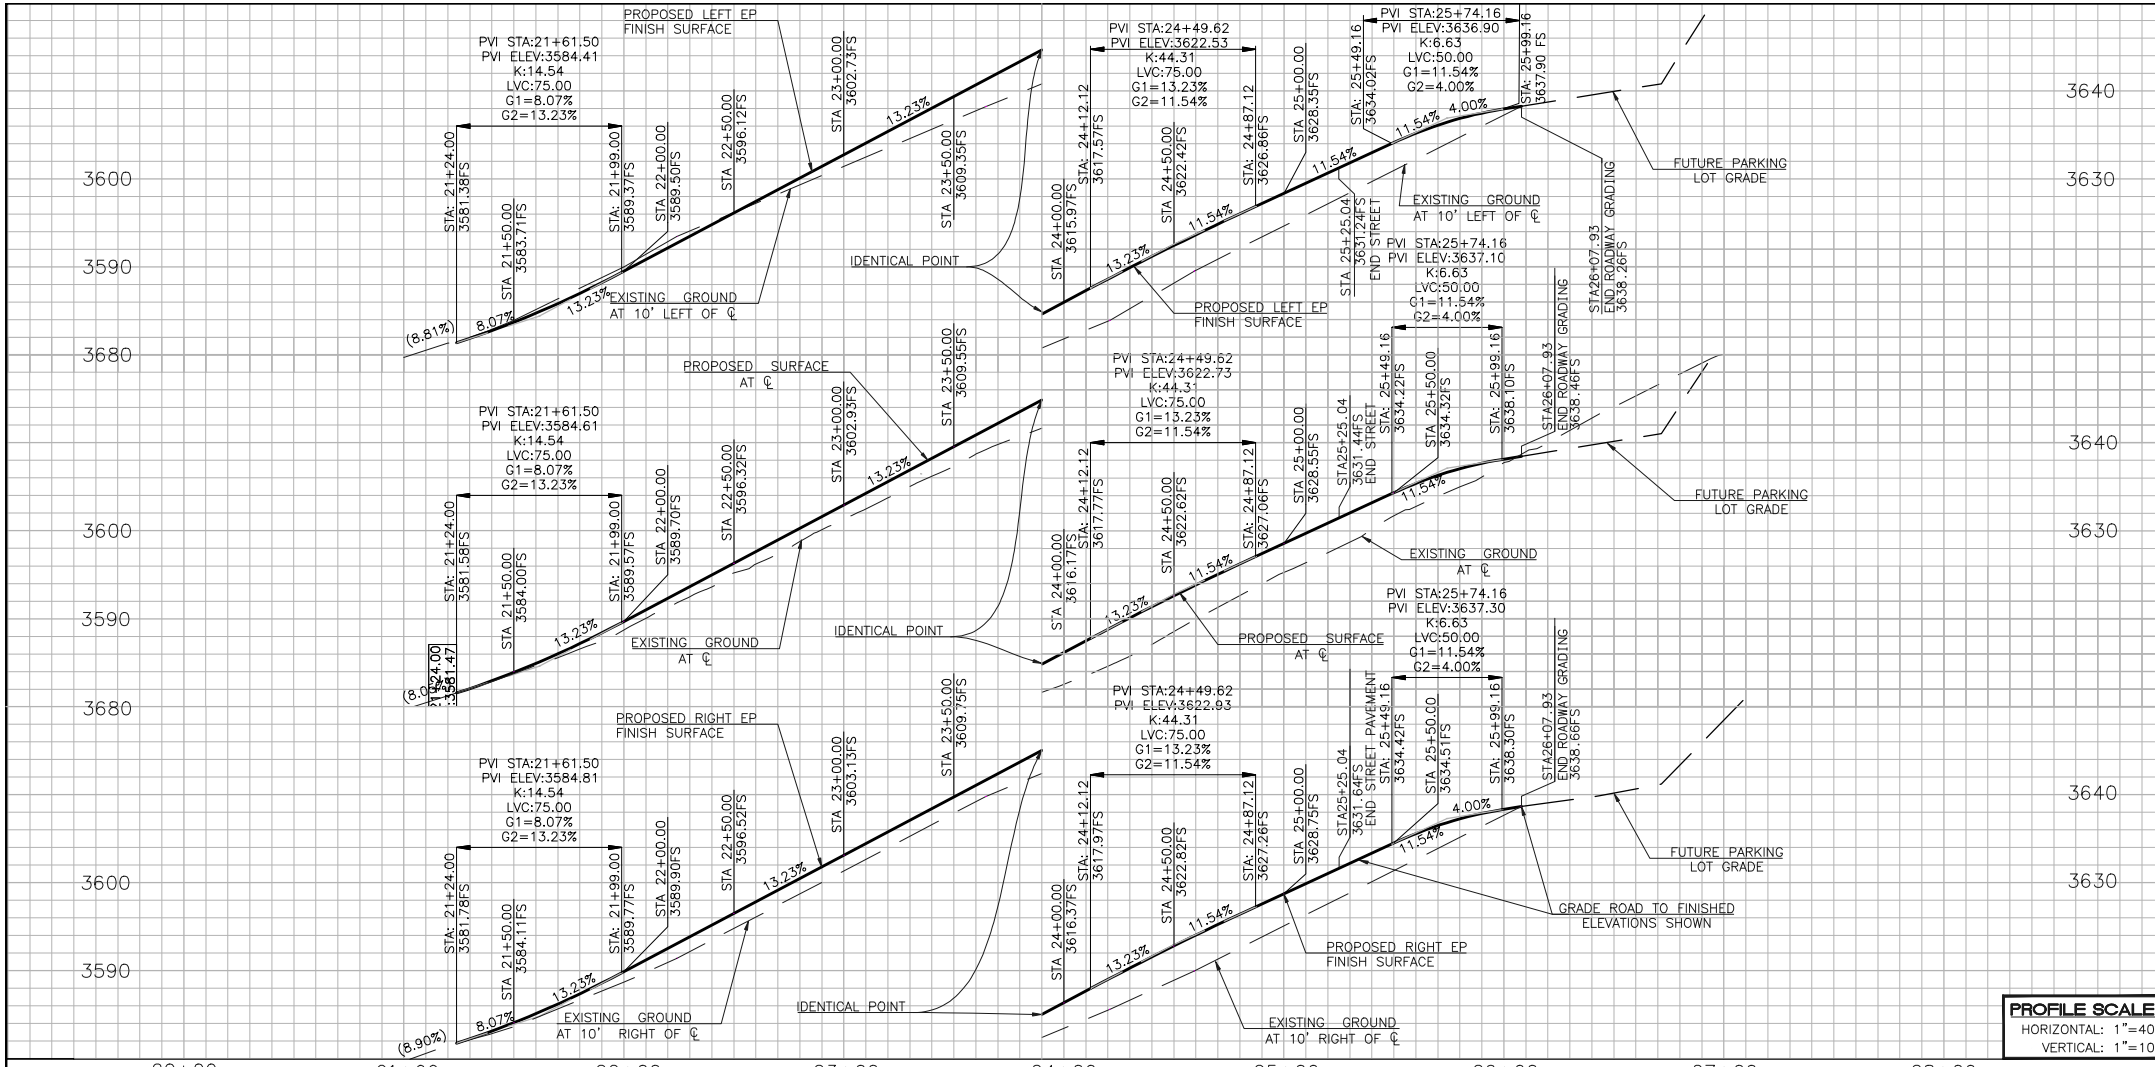 PROPOSED LEFT EP
FINISH SURFACE
PVI STA:21+61.50
PVI ELEV:3584.41
K:14.54
LVC:75.00
G1=8.07%
G2=13.23%
STA: 21+24.00
3581.38FS
STA 21+50.00
3583.71FS
STA: 21+99.00
3589.37FS
STA 22+00.00
3589.50FS
STA 22+50.00
3596.12FS
STA 23+00.00
3602.73FS
STA 23+50.00
3609.35FS
13.23%
(8.81%)
8.07%
13.23%
EXISTING GROUND
AT 10' LEFT OF ℄
IDENTICAL POINT
PVI STA:24+49.62
PVI ELEV:3622.53
K:44.31
LVC:75.00
G1=13.23%
G2=11.54%
STA 24+00.00
3615.97FS
STA: 24+12.12
3617.57FS
STA 24+50.00
3622.42FS
STA: 24+87.12
3626.86FS
STA 25+00.00
3628.35FS
STA 25+25.04
3631.24FS
END STREET
STA: 25+49.16
3634.02FS
PVI STA:25+74.16
PVI ELEV:3636.90
K:6.63
LVC:50.00
G1=11.54%
G2=4.00%
STA: 25+99.16
3637.90 FS
13.23%
11.54%
11.54%
11.54%
4.00%
PROPOSED LEFT EP
FINISH SURFACE
EXISTING GROUND
AT 10' LEFT OF ℄
FUTURE PARKING
LOT GRADE
STA26+07.93
END ROADWAY GRADING
3638.26FS
3600
3590
3680
3640
3630
PROPOSED SURFACE
AT ℄
PVI STA:21+61.50
PVI ELEV:3584.61
K:14.54
LVC:75.00
G1=8.07%
G2=13.23%
STA: 21+24.00
3581.58FS
STA 21+50.00
3584.00FS
STA: 21+99.00
3589.57FS
STA 22+00.00
3589.70FS
STA 22+50.00
3596.32FS
STA 23+00.00
3602.93FS
STA 23+50.00
3609.55FS
13.23%
13.23%
EXISTING GROUND
AT ℄
IDENTICAL POINT
PVI STA:24+49.62
PVI ELEV:3622.73
K:44.31
LVC:75.00
G1=13.23%
G2=11.54%
STA 24+00.00
3616.17FS
STA: 24+12.12
3617.77FS
STA 24+50.00
3622.62FS
STA: 24+87.12
3627.06FS
STA 25+00.00
3628.55FS
STA25+25.04
3631.44FS
END STREET
PVI STA:25+74.16
PVI ELEV:3637.10
K:6.63
LVC:50.00
G1=11.54%
G2=4.00%
STA: 25+49.16
3634.22FS
STA 25+50.00
3634.32FS
STA: 25+99.16
3638.10FS
STA26+07.93
END ROADWAY GRADING
3638.46FS
13.23%
11.54%
11.54%
PROPOSED SURFACE
AT ℄
EXISTING GROUND
AT ℄
FUTURE PARKING
LOT GRADE
3600
3590
3680
3640
3630
PROPOSED RIGHT EP
FINISH SURFACE
PVI STA:21+61.50
PVI ELEV:3584.81
K:14.54
LVC:75.00
G1=8.07%
G2=13.23%
STA: 21+24.00
3581.78FS
STA 21+50.00
3584.11FS
STA: 21+99.00
3589.77FS
STA 22+00.00
3589.90FS
STA 22+50.00
3596.52FS
STA 23+00.00
3603.13FS
STA 23+50.00
3609.75FS
13.23%
(8.90%)
8.07%
13.23%
EXISTING GROUND
AT 10' RIGHT OF ℄
IDENTICAL POINT
PVI STA:24+49.62
PVI ELEV:3622.93
K:44.31
LVC:75.00
G1=13.23%
G2=11.54%
STA 24+00.00
3616.37FS
STA: 24+12.12
3617.97FS
STA 24+50.00
3622.82FS
STA: 24+87.12
3627.26FS
STA 25+00.00
3628.75FS
STA25+25.04
3631.64FS
END STREET PAVEMENT
PVI STA:25+74.16
PVI ELEV:3637.30
K:6.63
LVC:50.00
G1=11.54%
G2=4.00%
STA: 25+49.16
3634.42FS
STA 25+50.00
3634.51FS
STA: 25+99.16
3638.30FS
STA26+07.93
END ROADWAY GRADING
3638.66FS
13.23%
11.54%
11.54%
4.00%
FUTURE PARKING
LOT GRADE
GRADE ROAD TO FINISHED
ELEVATIONS SHOWN
PROPOSED RIGHT EP
FINISH SURFACE
EXISTING GROUND
AT 10' RIGHT OF ℄
3600
3590
3640
3630
PROFILE SCALE
HORIZONTAL: 1"=40
VERTICAL: 1"=10